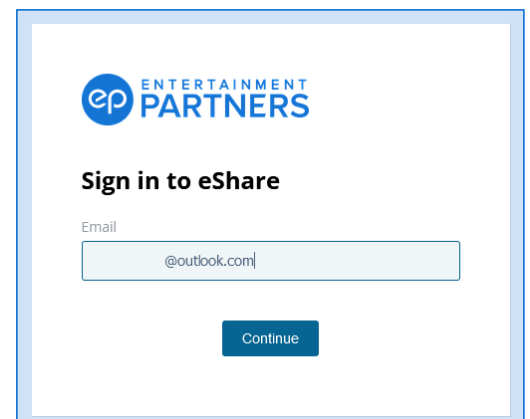 ep ENTERTAINMENT
PARTNERS
Sign in to eShare
Email
@outlook.com
Continue